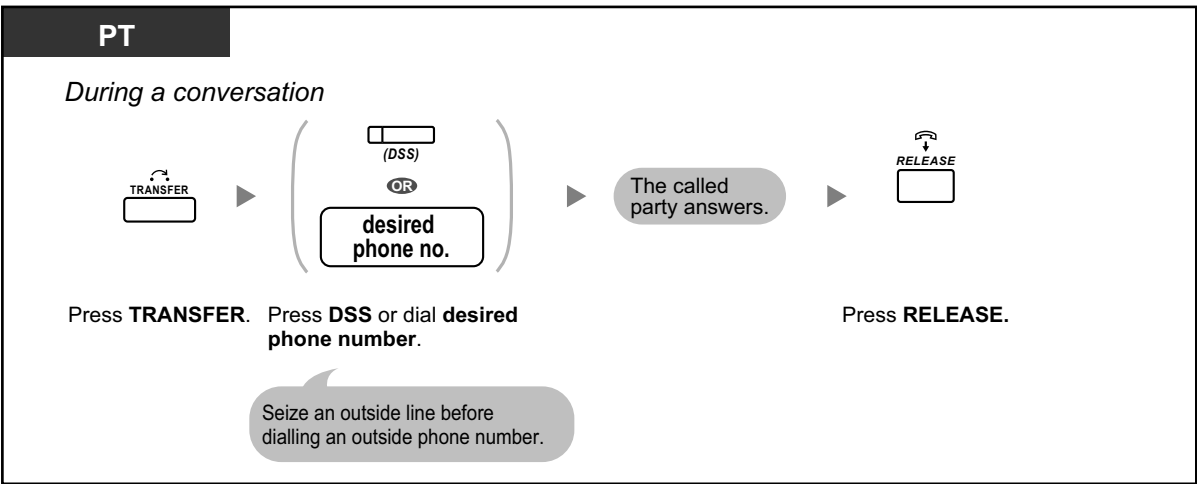 PT
During a conversation
TRANSFER
(DSS)
OR
desired
phone no.
The called
party answers.
RELEASE
Press TRANSFER.
Press DSS or dial desired
phone number.
Press RELEASE.
Seize an outside line before
dialling an outside phone number.